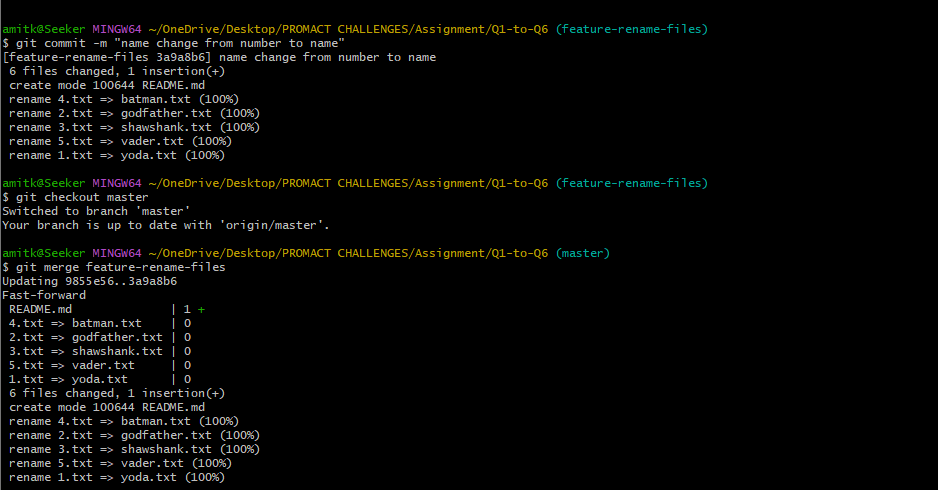 amitk@Seeker MINGW64 ~/OneDrive/Desktop/PROMACT CHALLENGES/Assignment/Q1-to-Q6 (feature-rename-files)
$ git commit -m "name change from number to name"
[feature-rename-files 3a9a8b6] name change from number to name
 6 files changed, 1 insertion(+)
 create mode 100644 README.md
 rename 4.txt => batman.txt (100%)
 rename 2.txt => godfather.txt (100%)
 rename 3.txt => shawshank.txt (100%)
 rename 5.txt => vader.txt (100%)
 rename 1.txt => yoda.txt (100%)

amitk@Seeker MINGW64 ~/OneDrive/Desktop/PROMACT CHALLENGES/Assignment/Q1-to-Q6 (feature-rename-files)
$ git checkout master
Switched to branch 'master'
Your branch is up to date with 'origin/master'.

amitk@Seeker MINGW64 ~/OneDrive/Desktop/PROMACT CHALLENGES/Assignment/Q1-to-Q6 (master)
$ git merge feature-rename-files
Updating 9855e56..3a9a8b6
Fast-forward
 README.md              | 1 +
 4.txt => batman.txt    | 0
 2.txt => godfather.txt | 0
 3.txt => shawshank.txt | 0
 5.txt => vader.txt     | 0
 1.txt => yoda.txt      | 0
 6 files changed, 1 insertion(+)
 create mode 100644 README.md
 rename 4.txt => batman.txt (100%)
 rename 2.txt => godfather.txt (100%)
 rename 3.txt => shawshank.txt (100%)
 rename 5.txt => vader.txt (100%)
 rename 1.txt => yoda.txt (100%)